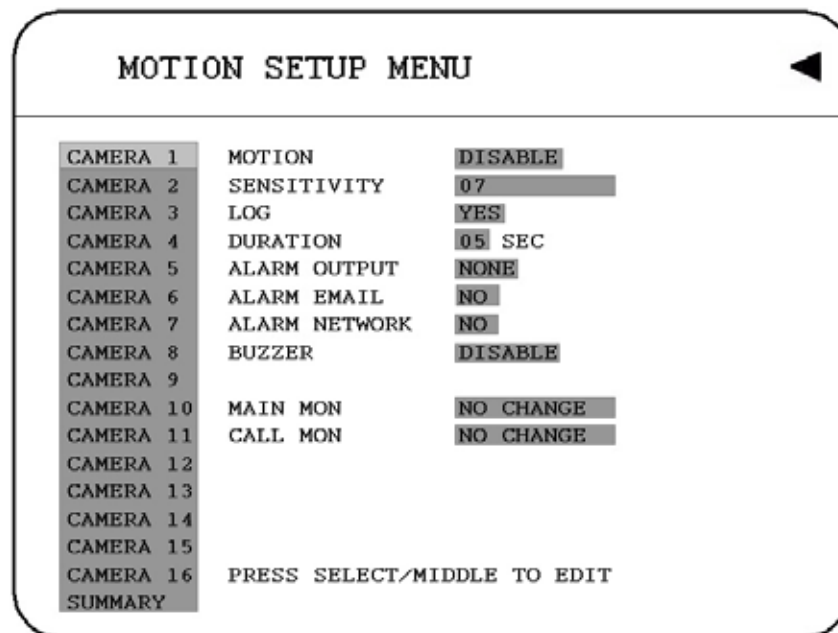 MOTION SETUP MENU
CAMERA 1 MOTION DISABLE
CAMERA 2 SENSITIVITY 07
CAMERA 3 LOG YES
CAMERA 4 DURATION 05 SEC
CAMERA 5 ALARM OUTPUT NONE
CAMERA 6 ALARM EMAIL NO
CAMERA 7 ALARM NETWORK NO
CAMERA 8 BUZZER DISABLE
CAMERA 9
CAMERA 10 MAIN MON NO CHANGE
CAMERA 11 CALL MON NO CHANGE
CAMERA 12
CAMERA 13
CAMERA 14
CAMERA 15
CAMERA 16 PRESS SELECT/MIDDLE TO EDIT
SUMMARY